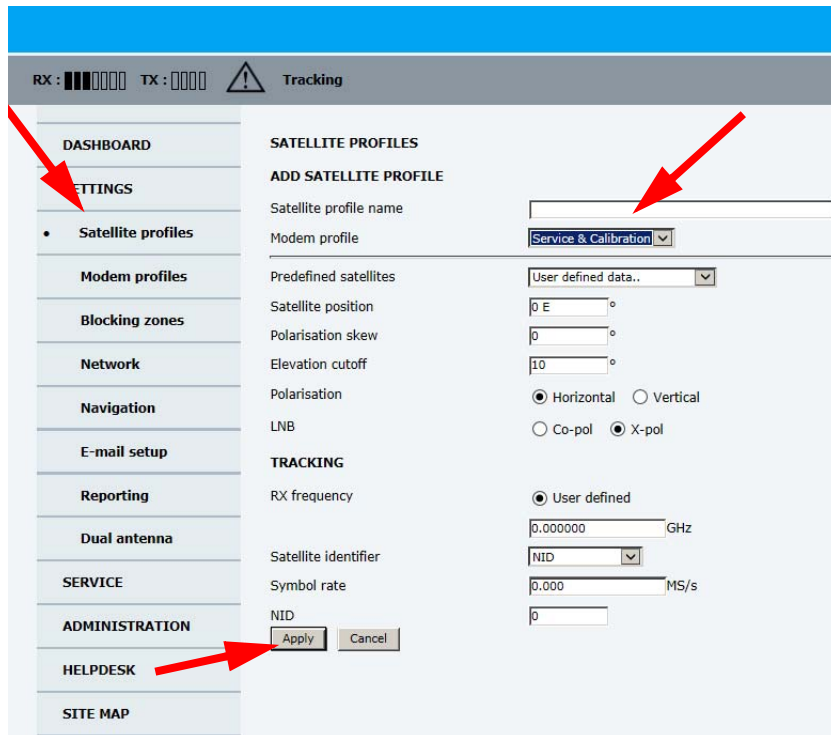 RX : TX : Tracking
DASHBOARD
SETTINGS
• Satellite profiles
Modem profiles
Blocking zones
Network
Navigation
E-mail setup
Reporting
Dual antenna
SERVICE
ADMINISTRATION
HELPDESK
SITE MAP
SATELLITE PROFILES
ADD SATELLITE PROFILE
Satellite profile name
Modem profile Service & Calibration
Predefined satellites User defined data..
Satellite position 0 E °
Polarisation skew 0 °
Elevation cutoff 10 °
Polarisation Horizontal Vertical
LNB Co-pol X-pol
TRACKING
RX frequency User defined
0.000000 GHz
Satellite identifier NID
Symbol rate 0.000 MS/s
NID 0
Apply Cancel